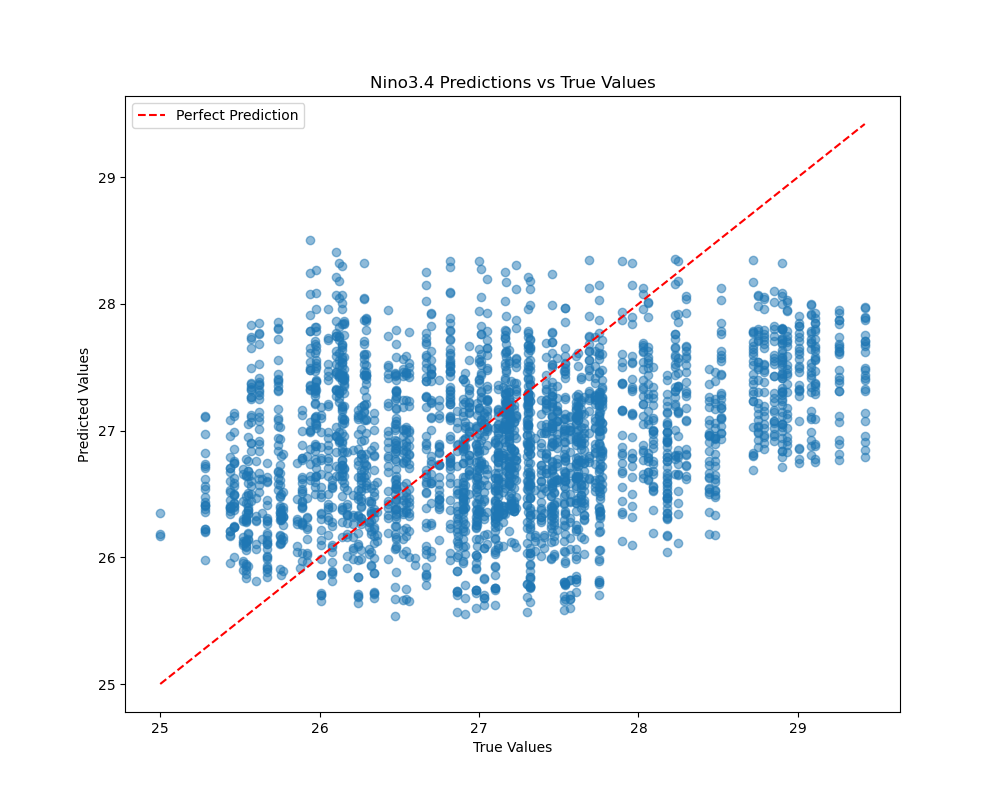 Nino3.4 Predictions vs True Values
Perfect Prediction
29
28
27
26
25
Predicted Values
25 26 27 28 29
True Values